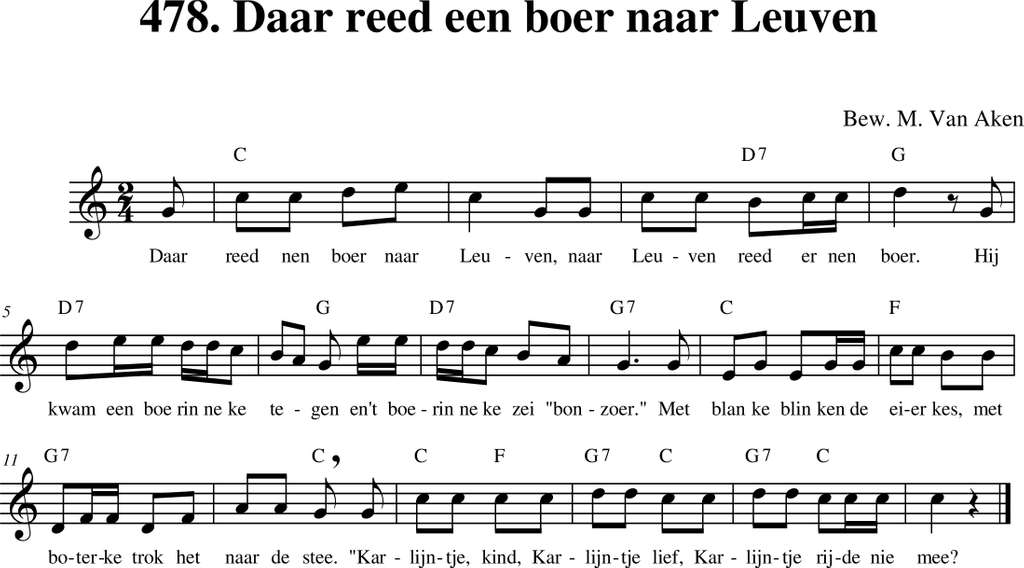 478. Daar reed een boer naar Leuven
Bew. M. Van Aken
C D7 G
2 4
Daar reed nen boer naar Leu - ven, naar Leu - ven reed er nen boer. Hij
5 D7 G D7 G7 C F
kwam een boe rin ne ke te - gen en't boe - rin ne ke zei "bon - zoer." Met blan ke blin ken de ei - er kes, met
11 G7 C C F G7 C G7 C
bo - ter - ke trok het naar de stee. "Kar - lijn - tje, kind, Kar - lijn - tje lief, Kar - lijn - tje rij - de nie mee?